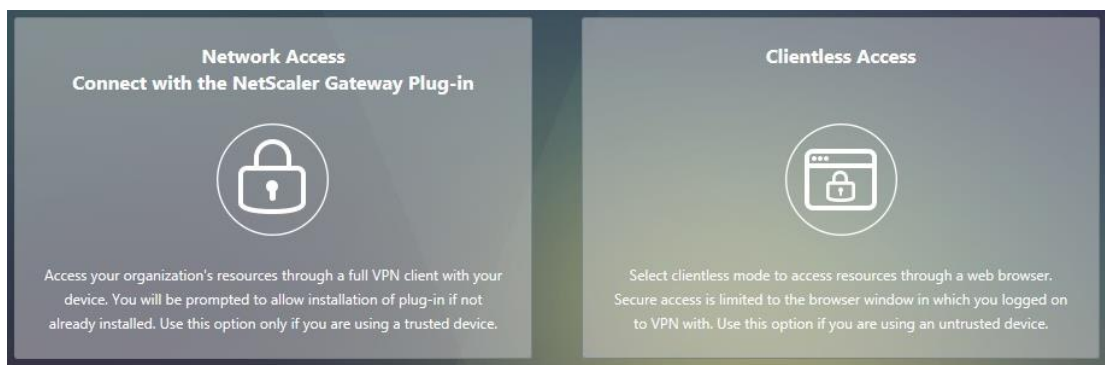 Network Access
Connect with the NetScaler Gateway Plug-in
Access your organization's resources through a full VPN client with your
device. You will be prompted to allow installation of plug-in if not
already installed. Use this option only if you are using a trusted device.
Clientless Access
Select clientless mode to access resources through a web browser.
Secure access is limited to the browser window in which you logged on
to VPN with. Use this option if you are using an untrusted device.